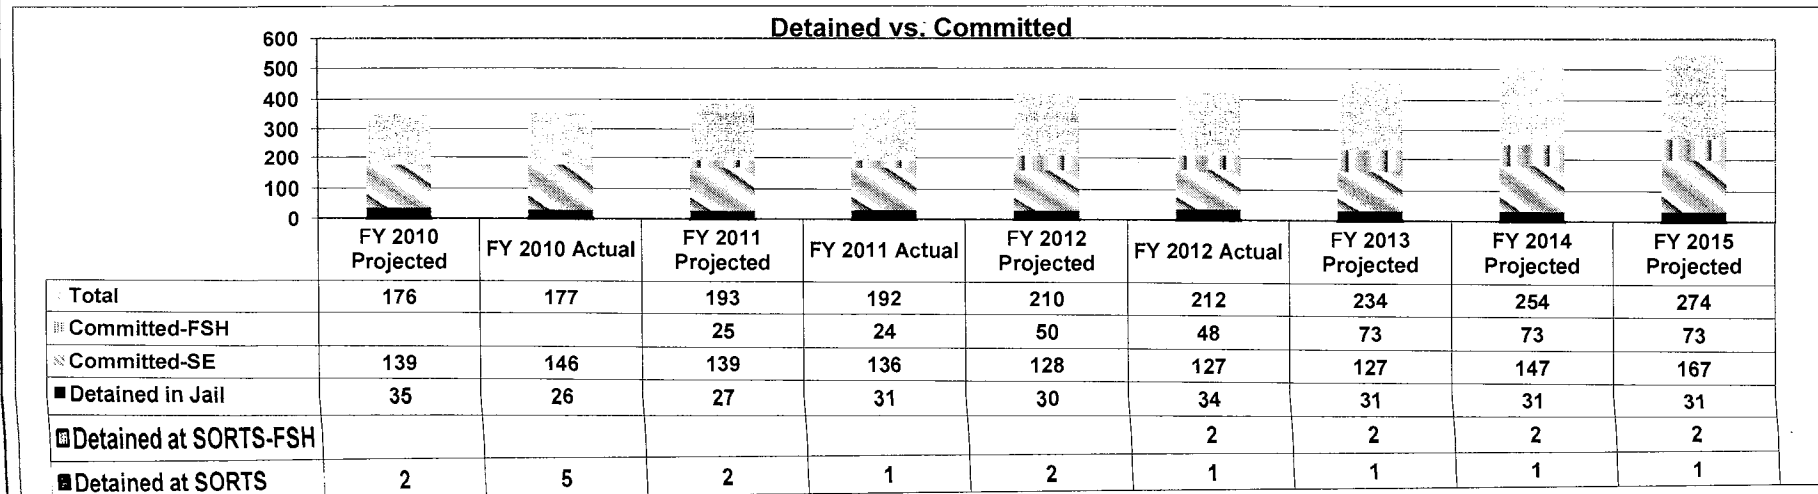 Detained vs. Committed
600
500
400
300
200
100
0
FY 2010 Projected FY 2010 Actual FY 2011 Projected FY 2011 Actual FY 2012 Projected FY 2012 Actual FY 2013 Projected FY 2014 Projected FY 2015 Projected
Total 176 177 193 192 210 212 234 254 274
Committed-FSH 25 24 50 48 73 73 73
Committed-SE 139 146 139 136 128 127 127 147 167
Detained in Jail 35 26 27 31 30 34 31 31 31
Detained at SORTS-FSH 2 2 2 2
Detained at SORTS 2 5 2 1 2 1 1 1 1